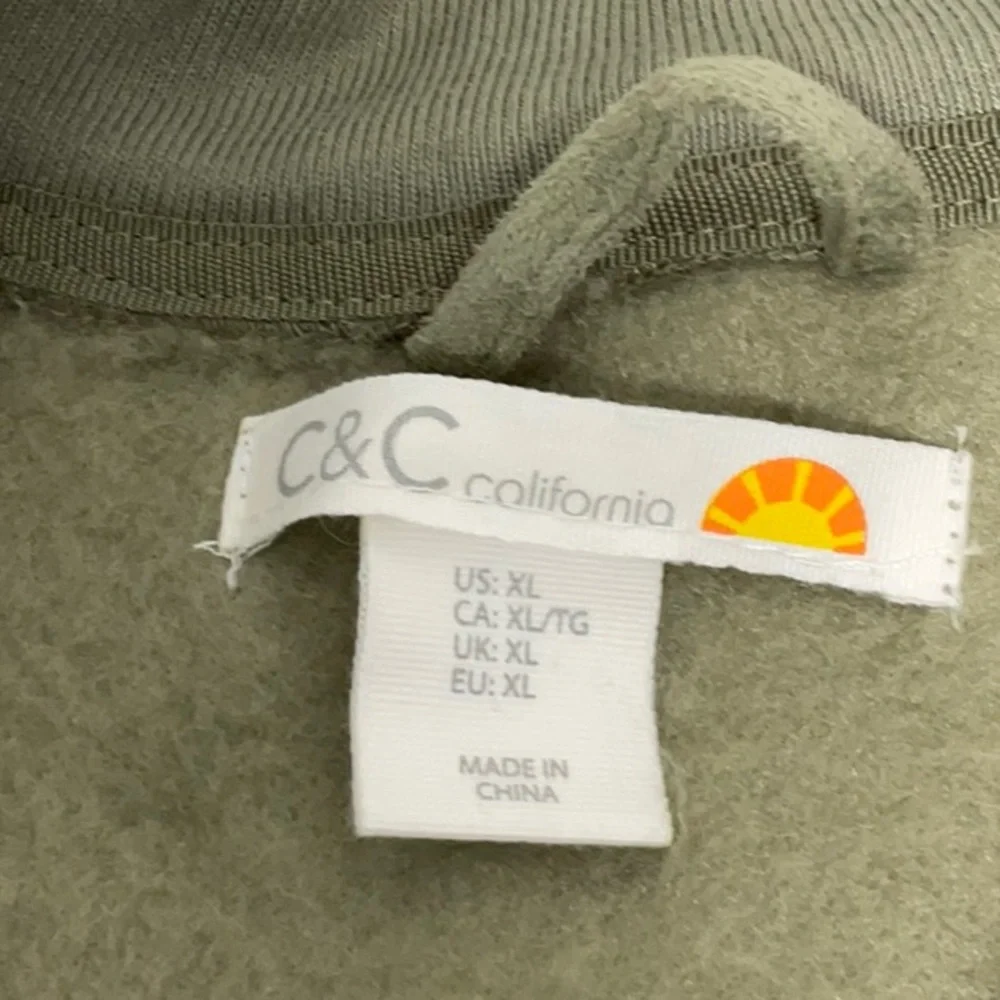 C&C california
US: XL
CA: XL/TG
UK: XL
EU: XL
MADE IN
CHINA